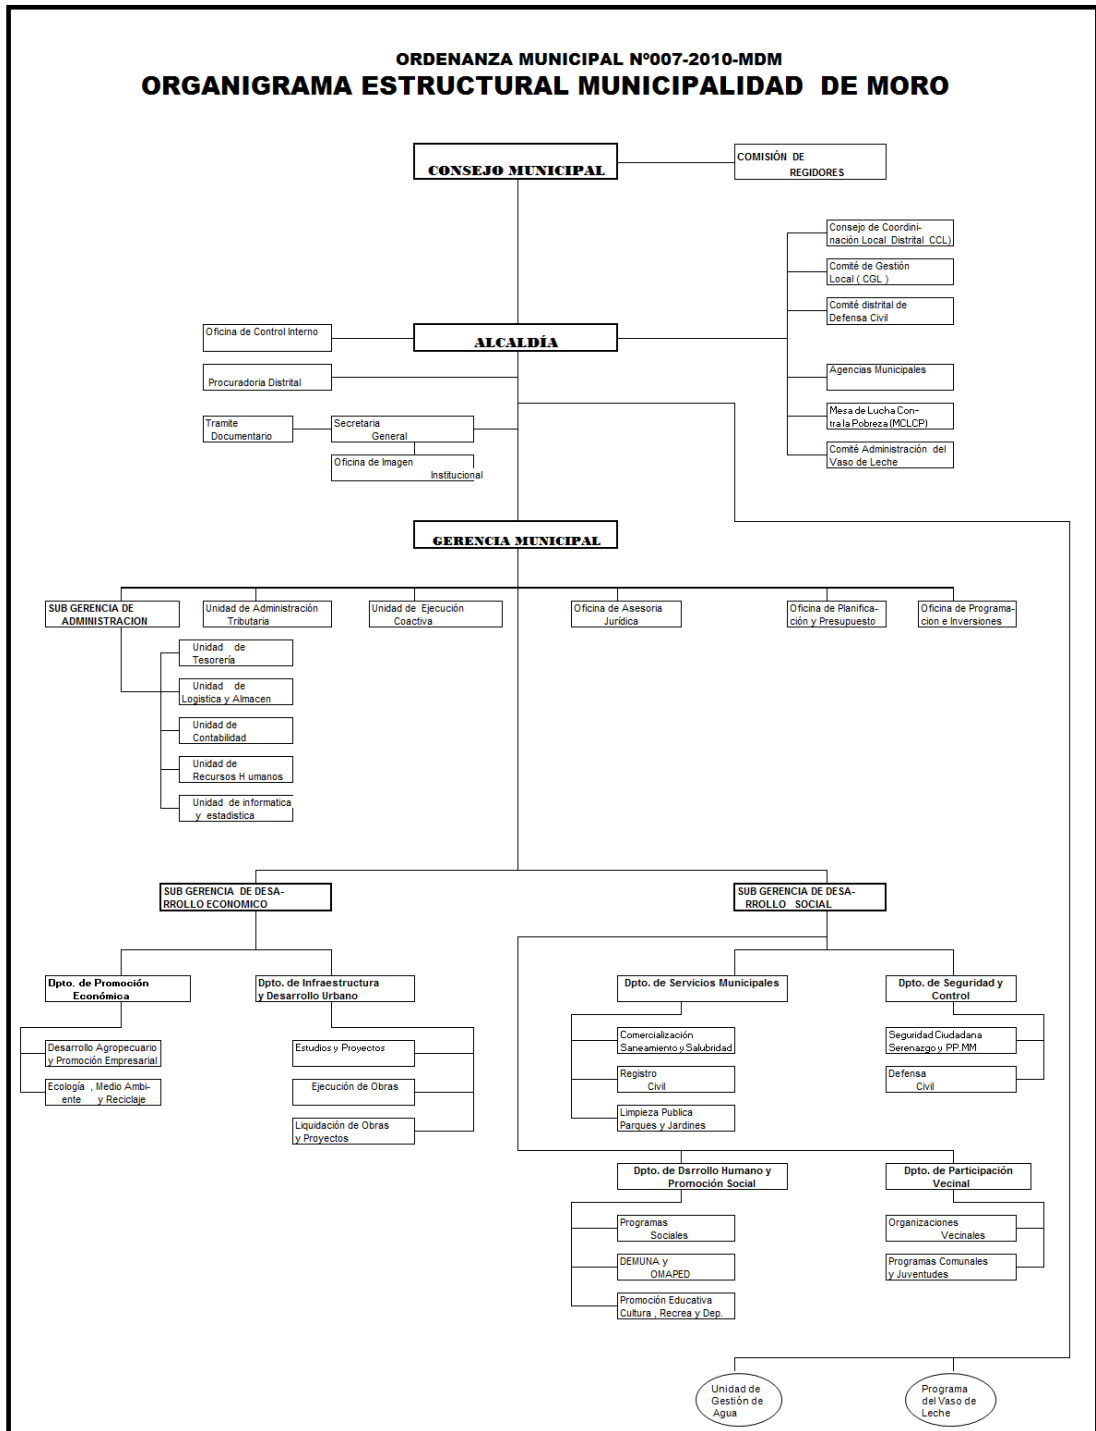 ORDENANZA MUNICIPAL Nº007-2010-MDM
ORGANIGRAMA ESTRUCTURAL MUNICIPALIDAD DE MORO
CONSEJO MUNICIPAL
COMISIÓN DE
REGIDORES
Consejo de Coordini-
nación Local Distrital CCL)
Comité de Gestión
Local ( CGL )
Comité distrital de
Defensa Civil
Oficina de Control Interno
ALCALDÍA
Procuradoria Distrital
Agencias Municipales
Tramite
Documentario
Secretaria
General
Mesa de Lucha Con-
tra la Pobreza (MCLCP)
Oficina de Imagen
Institucional
Comité Administración del
Vaso de Leche
GERENCIA MUNICIPAL
SUB GERENCIA DE
ADMINISTRACION
Unidad de Administración
Tributaria
Unidad de Ejecución
Coactiva
Oficina de Asesoria
Jurídica
Oficina de Planifica-
ción y Presupuesto
Oficina de Programa-
cion e Inversiones
Unidad de
Tesorería
Unidad de
Logistica y Almacen
Unidad de
Contabilidad
Unidad de
Recursos H umanos
Unidad de informatica
y estadistica
SUB GERENCIA DE DESA-
RROLLO ECONOMICO
SUB GERENCIA DE DESA-
RROLLO SOCIAL
Dpto. de Promoción
Económica
Dpto. de Infraestructura
y Desarrollo Urbano
Dpto. de Servicios Municipales
Dpto. de Seguridad y
Control
Desarrollo Agropecuario
y Promoción Empresarial
Estudios y Proyectos
Comercialización
Saneamiento y Salubridad
Seguridad Ciudadana
Serenazgo y PP.MM
Ecología , Medio Ambi-
ente y Reciclaje
Ejecución de Obras
Registro
Civil
Defensa
Civil
Liquidación de Obras
y Proyectos
Limpieza Publica
Parques y Jardines
Dpto. de Dsrrollo Humano y
Promoción Social
Dpto. de Participación
Vecinal
Programas
Sociales
Organizaciones
Vecinales
DEMUNA y
OMAPED
Programas Comunales
y Juventudes
Promoción Educativa
Cultura , Recrea y Dep.
Unidad de
Gestión de
Agua
Programa
del Vaso de
Leche